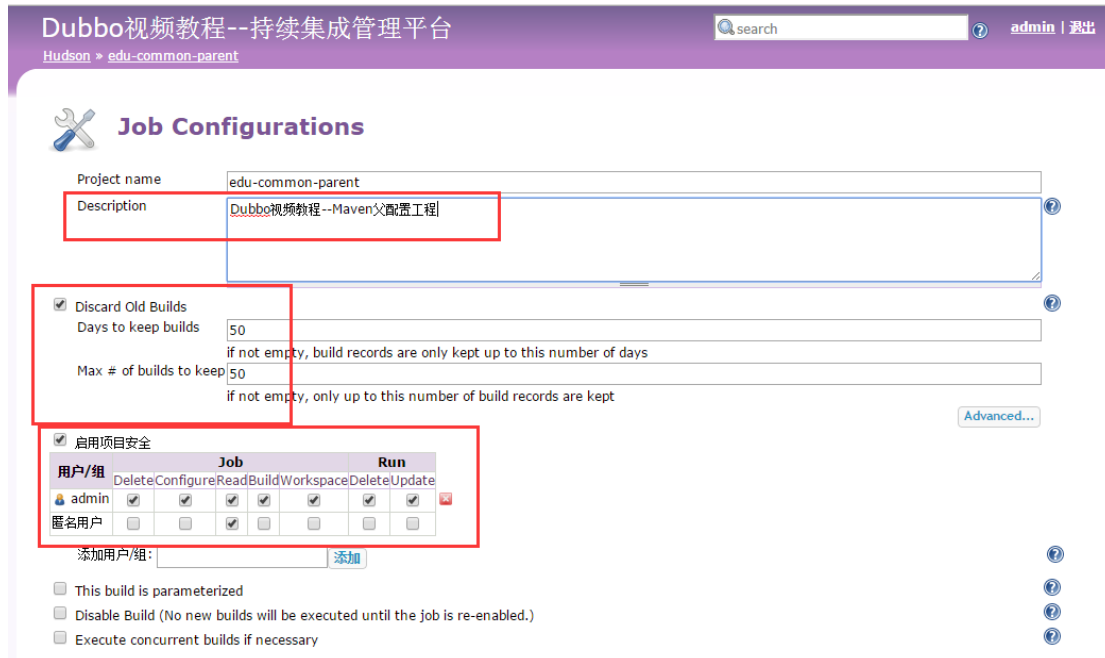 Dubbo视频教程--持续集成管理平台
search
admin | 退出
Hudson » edu-common-parent
Job Configurations
Project name
edu-common-parent
Description
Dubbo视频教程--Maven父配置工程
Discard Old Builds
Days to keep builds
50
if not empty, build records are only kept up to this number of days
Max # of builds to keep
50
if not empty, only up to this number of build records are kept
Advanced...
启用项目安全
用户/组 Job Run
Delete Configure Read Build Workspace Delete Update
admin
匿名用户
添加用户/组: 添加
This build is parameterized
Disable Build (No new builds will be executed until the job is re-enabled.)
Execute concurrent builds if necessary